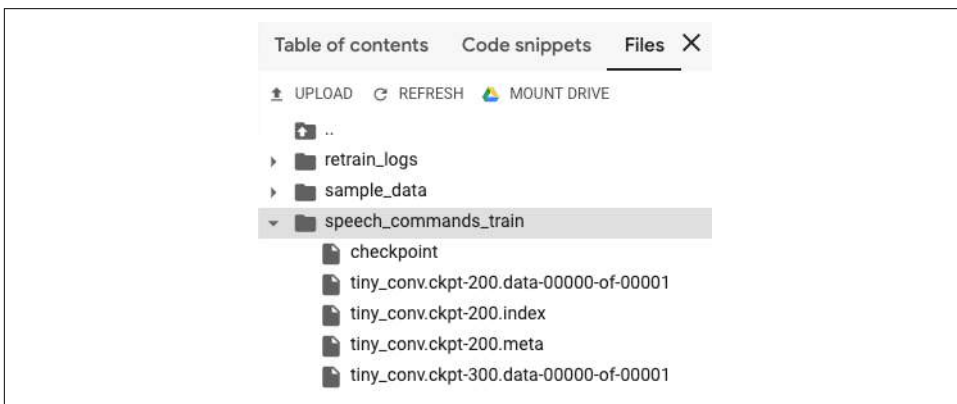 Table of contents Code snippets Files
UPLOAD REFRESH MOUNT DRIVE
..
retrain_logs
sample_data
speech_commands_train
checkpoint
tiny_conv.ckpt-200.data-00000-of-00001
tiny_conv.ckpt-200.index
tiny_conv.ckpt-200.meta
tiny_conv.ckpt-300.data-00000-of-00001